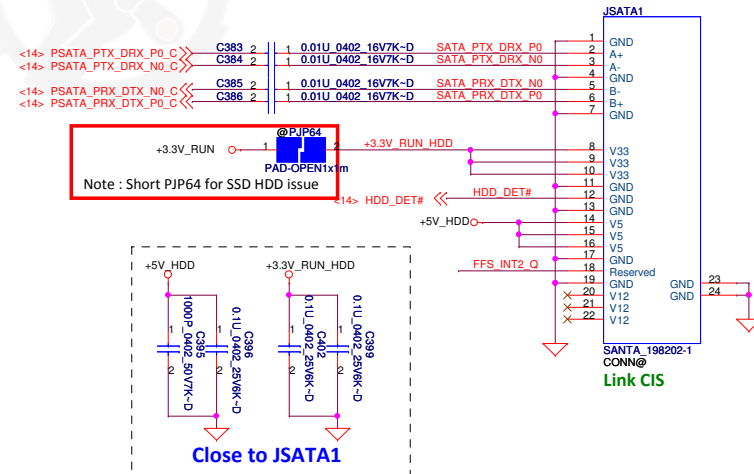 JSATA1
<14> PSATA_PTX_DRX_P0_C C383 2 1 0.01U_0402_16V7K~D SATA_PTX_DRX_P0
<14> PSATA_PTX_DRX_N0_C C384 2 1 0.01U_0402_16V7K~D SATA_PTX_DRX_N0
<14> PSATA_PRX_DTX_N0_C C385 2 1 0.01U_0402_16V7K~D SATA_PRX_DTX_N0
<14> PSATA_PRX_DTX_P0_C C386 2 1 0.01U_0402_16V7K~D SATA_PRX_DTX_P0
1 GND
2 A+
3 A-
4 GND
5 B-
6 B+
7 GND
@PJP64
+3.3V_RUN 1 2 +3.3V_RUN_HDD
PAD-OPEN1x1m
Note : Short PJP64 for SSD HDD issue
<14> HDD_DET# HDD_DET#
+5V_HDD
FFS_INT2_Q
8 V33
9 V33
10 V33
11 GND
12 GND
13 GND
14 V5
15 V5
16 V5
17 GND
18 Reserved
19 GND
20 V12
21 V12
22 V12
GND 23
GND 24
SANTA_198202-1
CONN@
Link CIS
+5V_HDD
+3.3V_RUN_HDD
1 2
C395
1000P_0402_50V7K~D
1 2
C396
0.1U_0402_25V6K~D
1 2
C402
0.1U_0402_25V6K~D
1 2
C399
0.1U_0402_25V6K~D
Close to JSATA1